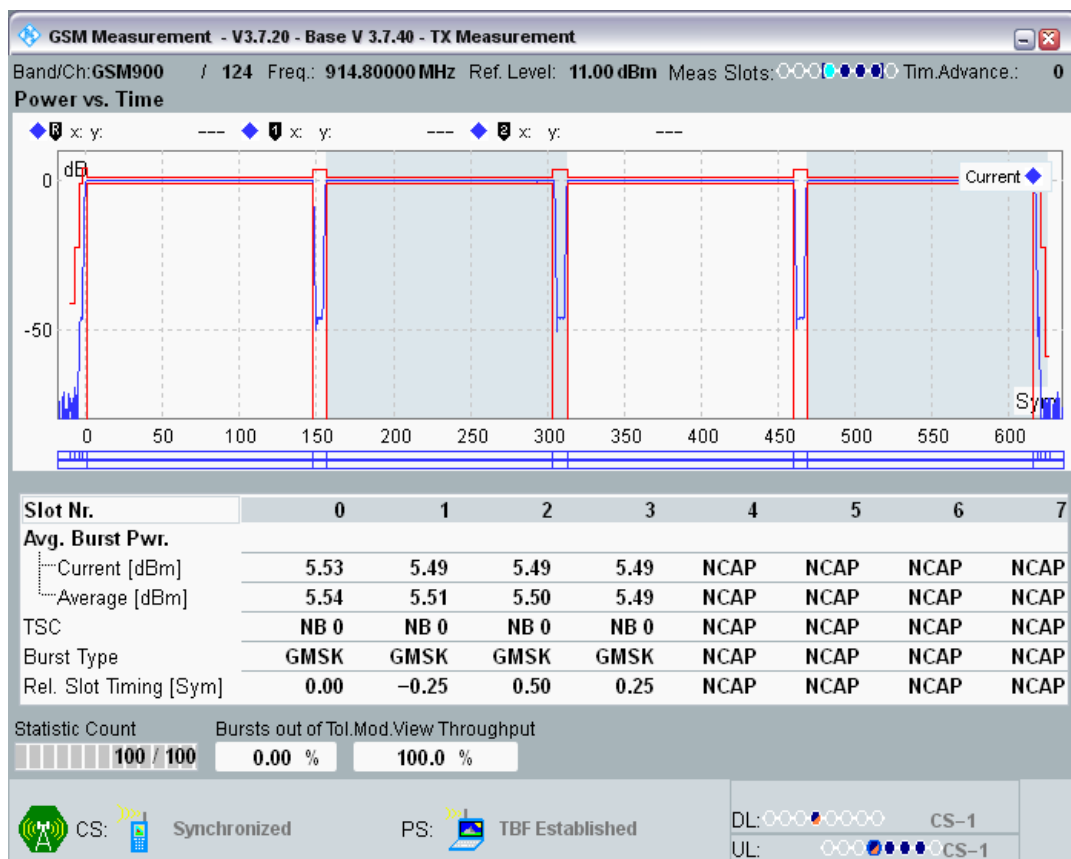 GSM Measurement - V3.7.20 - Base V 3.7.40 - TX Measurement
Band/Ch:GSM900 / 124 Freq.: 914.80000 MHz Ref. Level: 11.00 dBm Meas Slots: Tim.Advance.: 0
Power vs. Time
R x: y: --- 1 x: y: --- 2 x: y: ---
dB
Current
0
-50
Sym
0 50 100 150 200 250 300 350 400 450 500 550 600
Slot Nr. 0 1 2 3 4 5 6 7
Avg. Burst Pwr.
Current [dBm] 5.53 5.49 5.49 5.49 NCAP NCAP NCAP NCAP
Average [dBm] 5.54 5.51 5.50 5.49 NCAP NCAP NCAP NCAP
TSC NB 0 NB 0 NB 0 NB 0 NCAP NCAP NCAP NCAP
Burst Type GMSK GMSK GMSK GMSK NCAP NCAP NCAP NCAP
Rel. Slot Timing [Sym] 0.00 −0.25 0.50 0.25 NCAP NCAP NCAP NCAP
Statistic Count Bursts out of Tol. Mod.View Throughput
100 / 100 0.00 % 100.0 %
CS: Synchronized PS: TBF Established
DL: CS−1
UL: CS−1